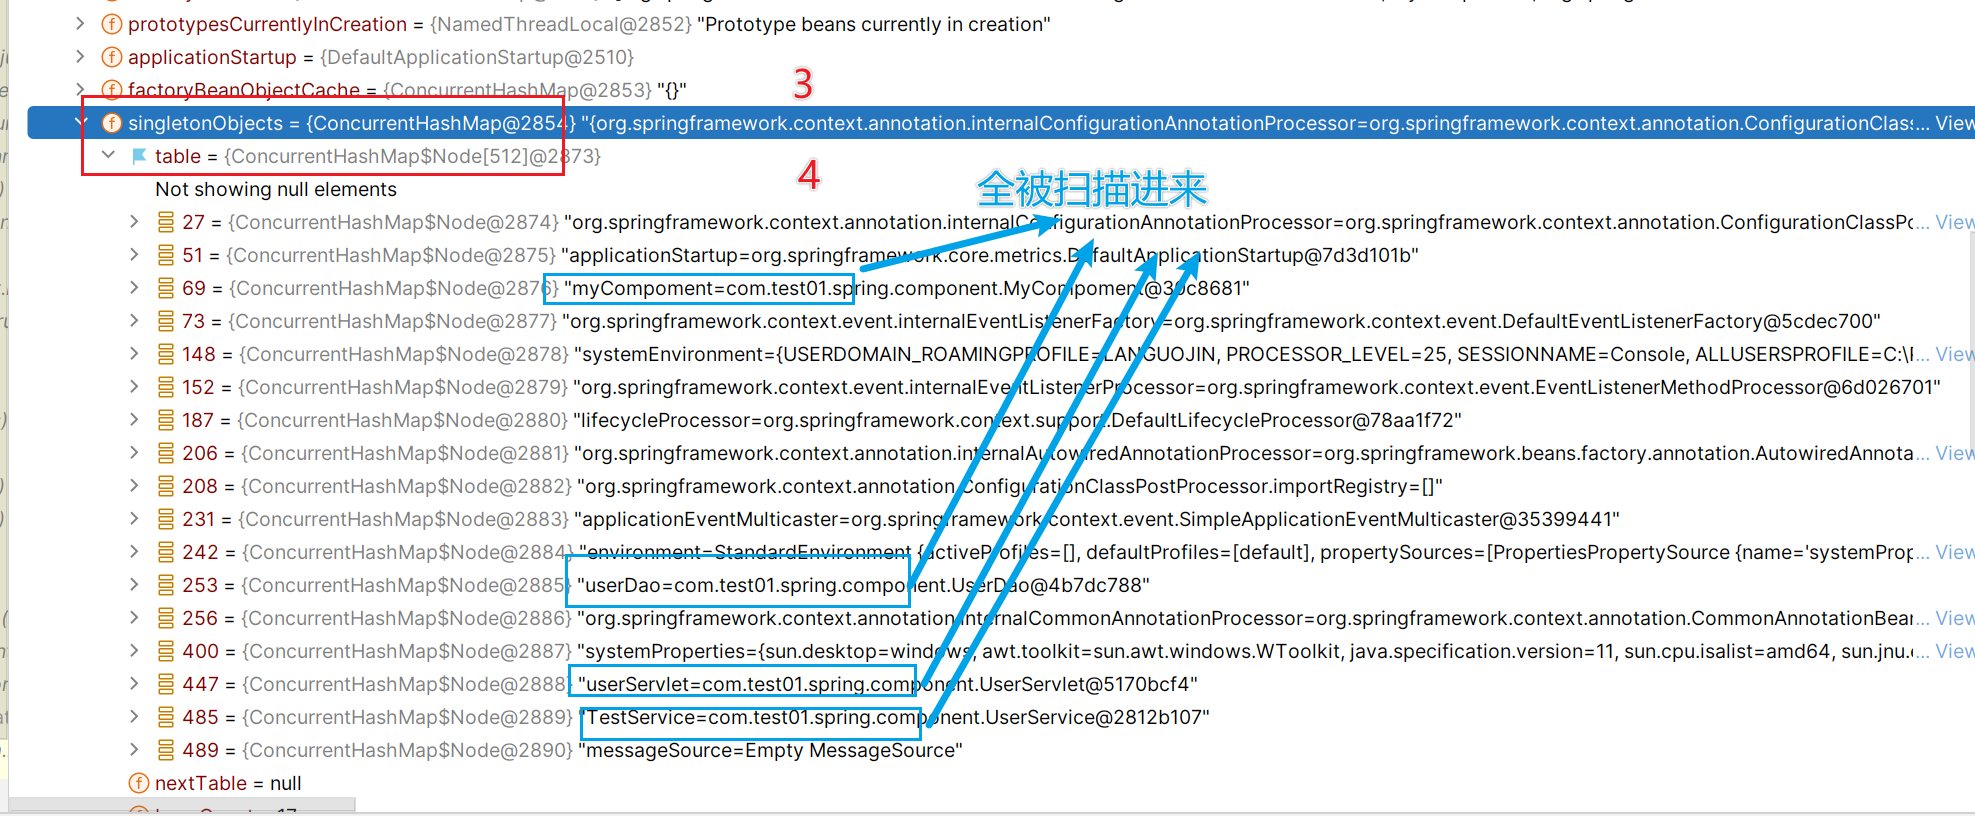 prototypesCurrentlyInCreation = {NamedThreadLocal@2852} "Prototype beans currently in creation"
applicationStartup = {DefaultApplicationStartup@2510}
3
factoryBeanObjectCache = {ConcurrentHashMap@2853} "{}"
singletonObjects = {ConcurrentHashMap@2854} "{org.springframework.context.annotation.internalConfigurationAnnotationProcessor=org.springframework.context.annotation.ConfigurationClass... View
table = {ConcurrentHashMap$Node[512]@2873}
4
全被扫描进来
Not showing null elements
27 = {ConcurrentHashMap$Node@2874} "org.springframework.context.annotation.internalConfigurationAnnotationProcessor=org.springframework.context.annotation.ConfigurationClassPo... View
51 = {ConcurrentHashMap$Node@2875} "applicationStartup=org.springframework.core.metrics.DefaultApplicationStartup@7d3d101b"
69 = {ConcurrentHashMap$Node@2876} "myCompoment=com.test01.spring.component.MyCompoment@39c8681"
73 = {ConcurrentHashMap$Node@2877} "org.springframework.context.event.internalEventListenerFactory=org.springframework.context.event.DefaultEventListenerFactory@5cdec700"
148 = {ConcurrentHashMap$Node@2878} "systemEnvironment={USERDOMAIN_ROAMINGPROFILE=LANGUOJIN, PROCESSOR_LEVEL=25, SESSIONNAME=Console, ALLUSERSPROFILE=C:\... View
152 = {ConcurrentHashMap$Node@2879} "org.springframework.context.event.internalEventListenerProcessor=org.springframework.context.event.EventListenerMethodProcessor@6d026701"
187 = {ConcurrentHashMap$Node@2880} "lifecycleProcessor=org.springframework.context.support.DefaultLifecycleProcessor@78aa1f72"
206 = {ConcurrentHashMap$Node@2881} "org.springframework.context.annotation.internalAutowiredAnnotationProcessor=org.springframework.beans.factory.annotation.AutowiredAnnota... View
208 = {ConcurrentHashMap$Node@2882} "org.springframework.context.annotation.ConfigurationClassPostProcessor.importRegistry=[]"
231 = {ConcurrentHashMap$Node@2883} "applicationEventMulticaster=org.springframework.context.event.SimpleApplicationEventMulticaster@35399441"
242 = {ConcurrentHashMap$Node@2884} "environment=StandardEnvironment {activeProfiles=[], defaultProfiles=[default], propertySources=[PropertiesPropertySource {name='systemProp... View
253 = {ConcurrentHashMap$Node@2885} "userDao=com.test01.spring.component.UserDao@4b7dc788"
256 = {ConcurrentHashMap$Node@2886} "org.springframework.context.annotation.internalCommonAnnotationProcessor=org.springframework.context.annotation.CommonAnnotationBean... View
400 = {ConcurrentHashMap$Node@2887} "systemProperties={sun.desktop=windows, awt.toolkit=sun.awt.windows.WToolkit, java.specification.version=11, sun.cpu.isalist=amd64, sun.jnu.... View
447 = {ConcurrentHashMap$Node@2888} "userServlet=com.test01.spring.component.UserServlet@5170bcf4"
485 = {ConcurrentHashMap$Node@2889} "TestService=com.test01.spring.component.UserService@2812b107"
489 = {ConcurrentHashMap$Node@2890} "messageSource=Empty MessageSource"
nextTable = null